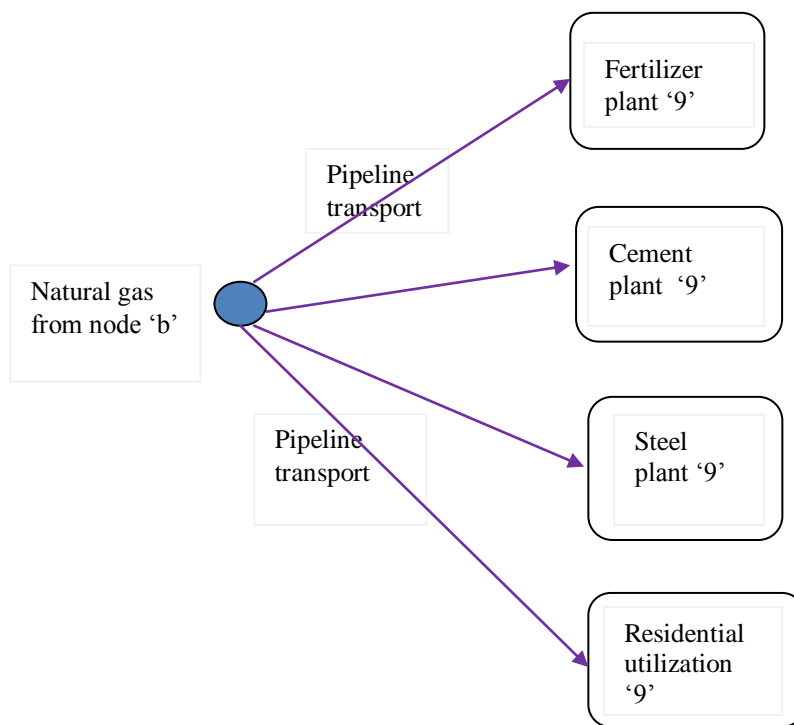 Fertilizer
plant ‘9’
Pipeline
transport
Cement
plant ‘9’
Natural gas
from node ‘b’
Pipeline
transport
Steel
plant ‘9’
Residential
utilization
‘9’